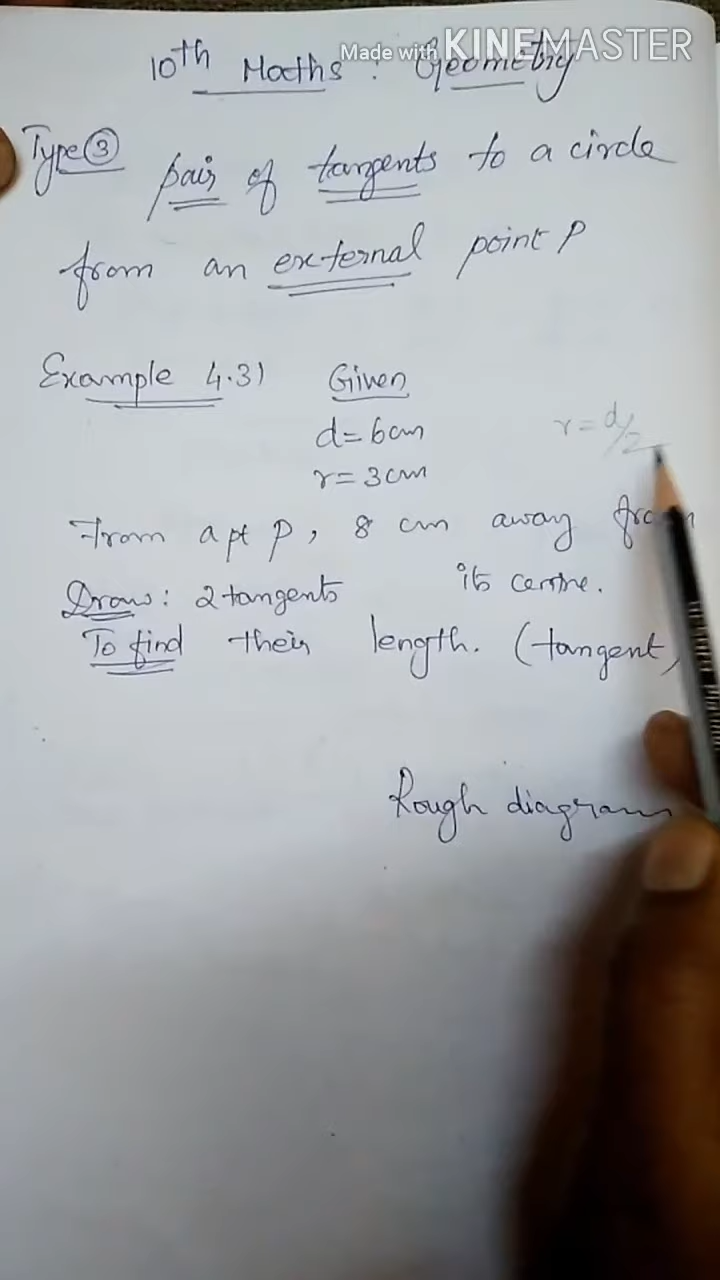 Made with KINEMASTER
10th Maths : Geometry
Type ③ pair of tangents to a circle
from an external point P
Example 4.31 Given
d = 6cm r = d/2
r = 3cm
From a pt P, 8 cm away from
Draw: 2 tangents its centre.
To find their length. (tangent)
Rough diagram